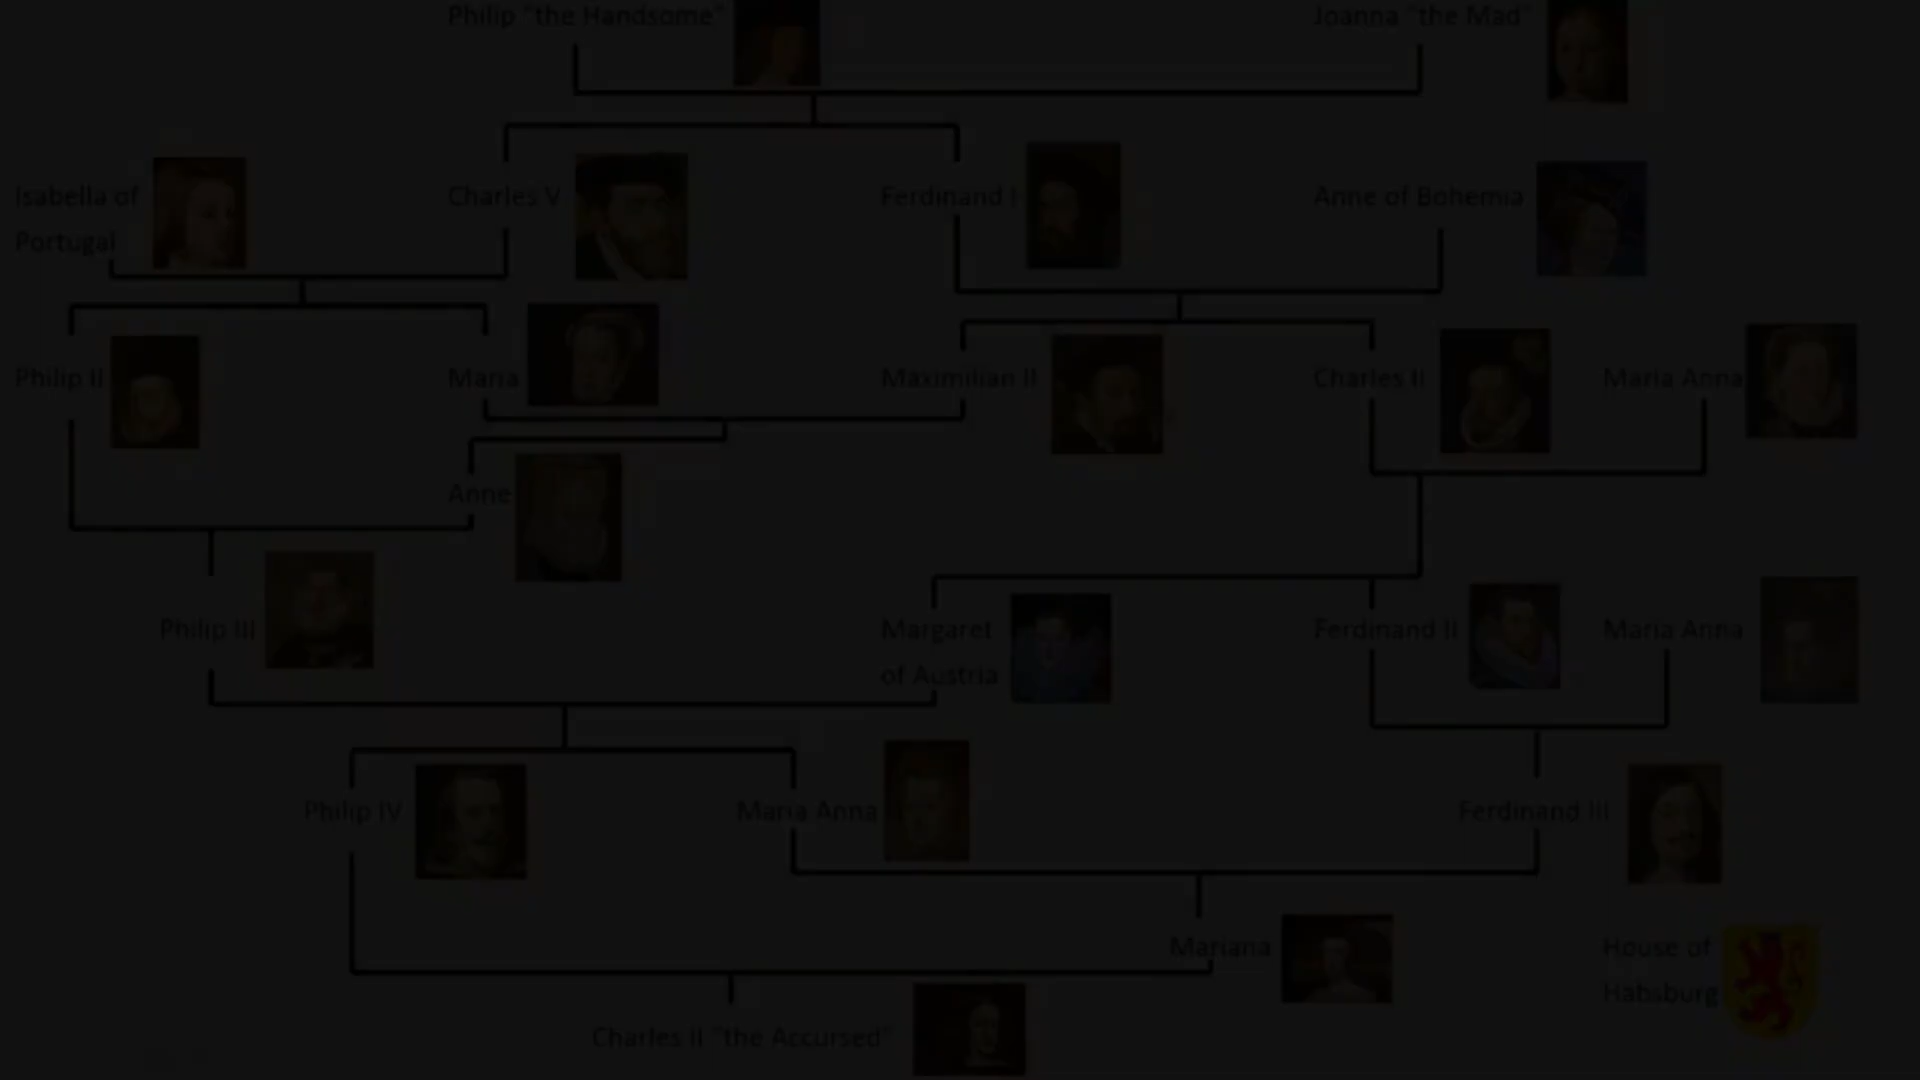 Philip "the Handsome"
Joanna "the Mad"
Isabella of
Portugal
Charles V
Ferdinand I
Anne of Bohemia
Philip II
Maria
Maximilian II
Charles II
Maria Anna
Anne
Philip III
Margaret
of Austria
Ferdinand II
Maria Anna
Philip IV
Maria Anna
Ferdinand III
Mariana
House of
Habsburg
Charles II "the Accursed"